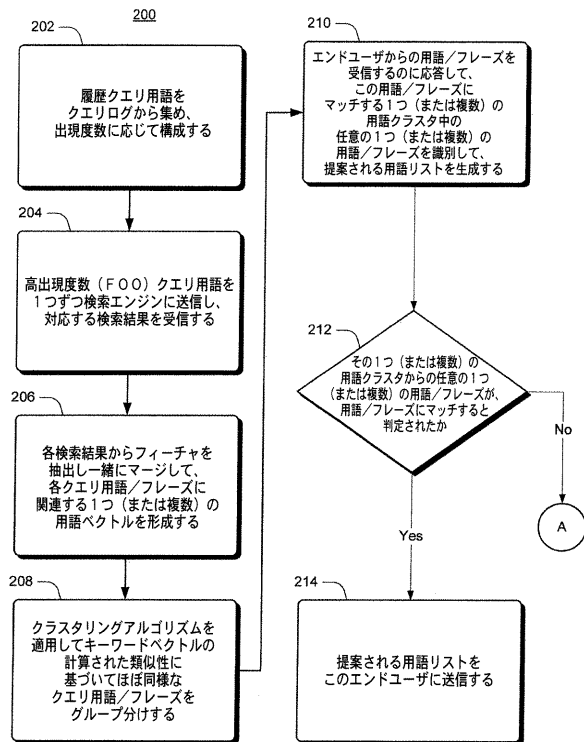 200
202
履歴クエリ用語を
クエリログから集め、
出現度数に応じて構成する
204
高出現度数(FOO)クエリ用語を
1つずつ検索エンジンに送信し、
対応する検索結果を受信する
206
各検索結果からフィーチャを
抽出し一緒にマージして、
各クエリ用語/フレーズに
関連する1つ(または複数)の
用語ベクトルを形成する
208
クラスタリングアルゴリズムを
適用してキーワードベクトルの
計算された類似性に
基づいてほぼ同様な
クエリ用語/フレーズを
グループ分けする
210
エンドユーザからの用語/フレーズを
受信するのに応答して、
この用語/フレーズに
マッチする1つ(または複数)の
用語クラスタ中の
任意の1つ(または複数)の
用語/フレーズを識別して、
提案される用語リストを生成する
212
その1つ(または複数)の
用語クラスタからの任意の1つ
(または複数)の用語/フレーズが、
用語/フレーズにマッチすると
判定されたか
No
A
Yes
214
提案される用語リストを
このエンドユーザに送信する